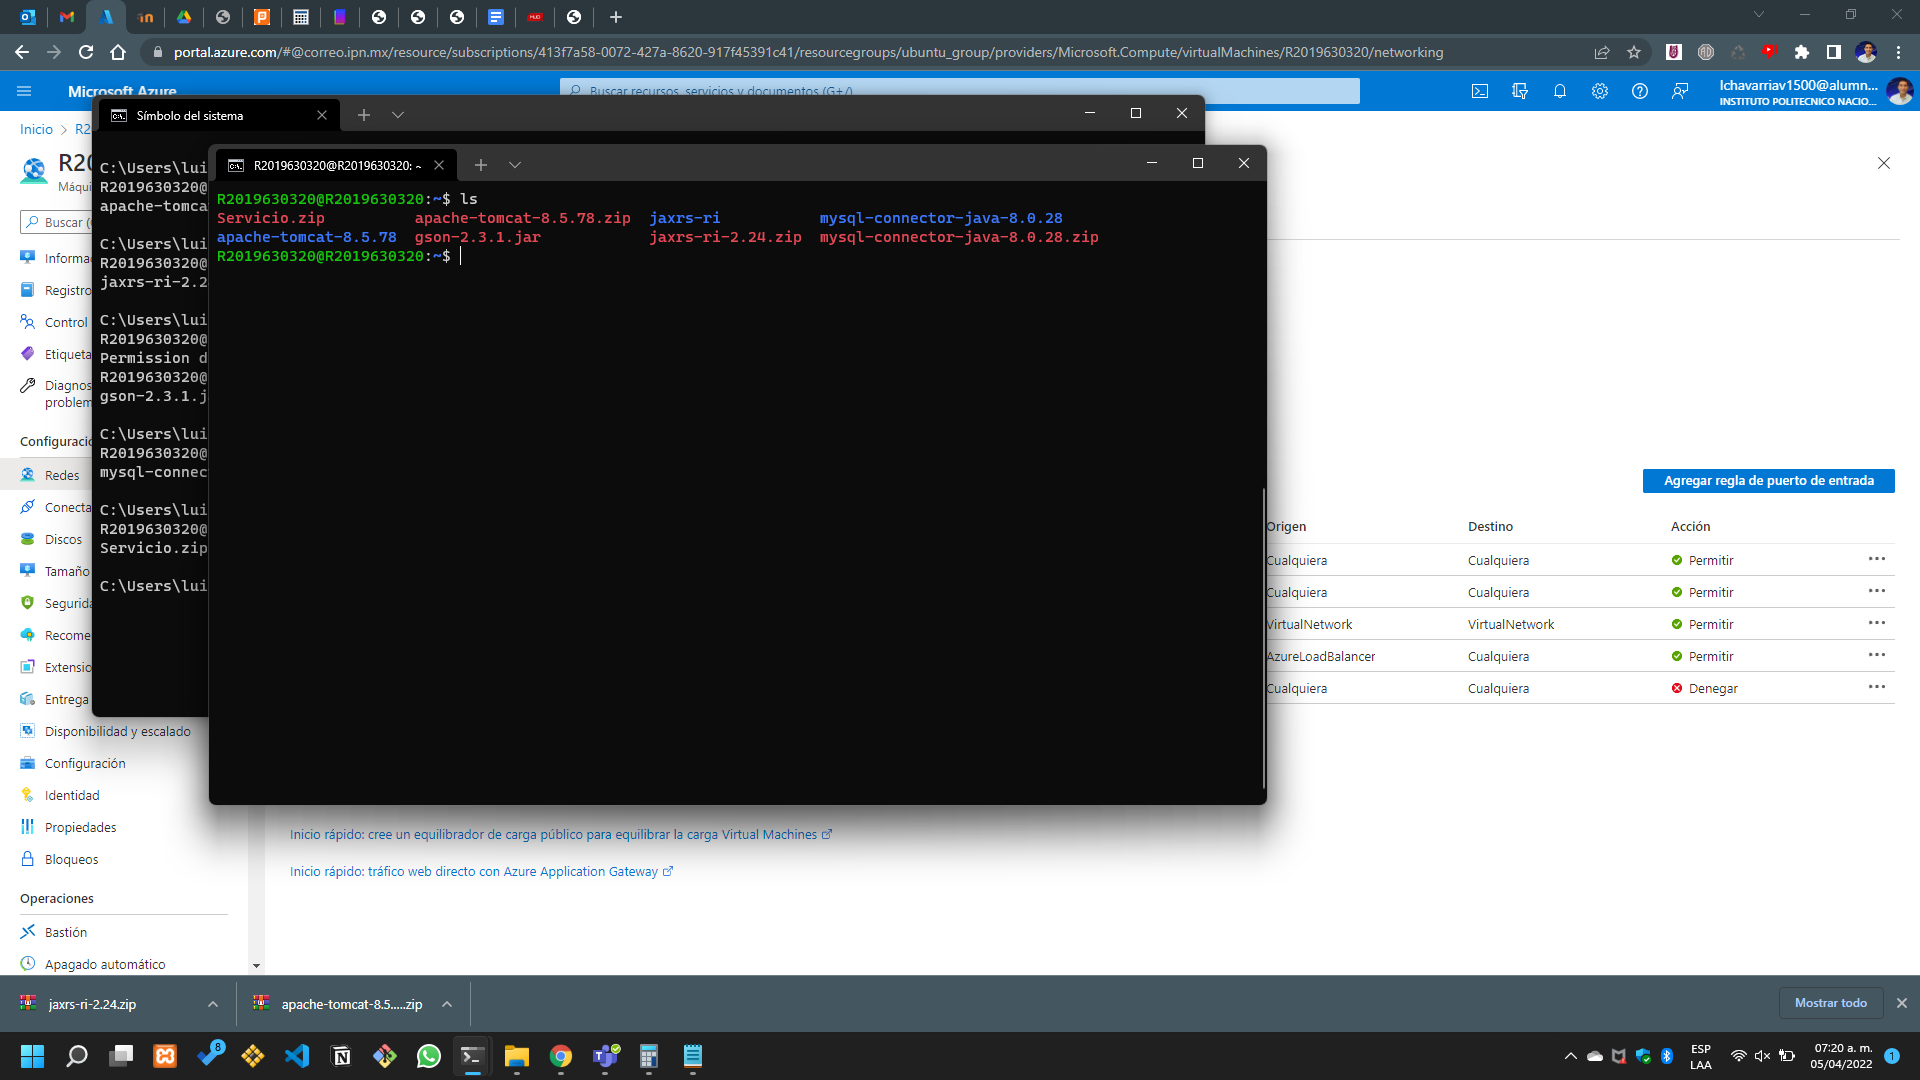 portal.azure.com/#@correo.ipn.mx/resource/subscriptions/413f7a58-0072-427a-8620-917f45391c41/resourcegroups/ubuntu_group/providers/Microsoft.Compute/virtualMachines/R2019630320/networking
Microsoft Azure
Buscar recursos, servicios y documentos (G+/)
lchavarriav1500@alumn...
INSTITUTO POLITECNICO NACIO...
Inicio > R2
R20
Máqui
Buscar (
Informa
Registro
Control
Etiqueta
Diagnos
problem
Configuració
Redes
Conecta
Discos
Tamaño
Segurida
Recome
Extensio
Entrega
Disponibilidad y escalado
Configuración
Identidad
Propiedades
Bloqueos
Operaciones
Bastión
Apagado automático
Símbolo del sistema
C:\Users\lui
R2019630320@
apache-tomca
C:\Users\lui
R2019630320@
jaxrs-ri-2.2
C:\Users\lui
R2019630320@
Permission d
R2019630320@
gson-2.3.1.j
C:\Users\lui
R2019630320@
mysql-connec
C:\Users\lui
R2019630320@
Servicio.zip
C:\Users\lui
R2019630320@R2019630320: ~
R2019630320@R2019630320:~$ ls
Servicio.zip apache-tomcat-8.5.78.zip jaxrs-ri mysql-connector-java-8.0.28
apache-tomcat-8.5.78 gson-2.3.1.jar jaxrs-ri-2.24.zip mysql-connector-java-8.0.28.zip
R2019630320@R2019630320:~$
Agregar regla de puerto de entrada
Origen Destino Acción
Cualquiera Cualquiera Permitir
Cualquiera Cualquiera Permitir
VirtualNetwork VirtualNetwork Permitir
AzureLoadBalancer Cualquiera Permitir
Cualquiera Cualquiera Denegar
Inicio rápido: cree un equilibrador de carga público para equilibrar la carga Virtual Machines
Inicio rápido: tráfico web directo con Azure Application Gateway
jaxrs-ri-2.24.zip
apache-tomcat-8.5.....zip
Mostrar todo
8
ESP
LAA
07:20 a. m.
05/04/2022
1